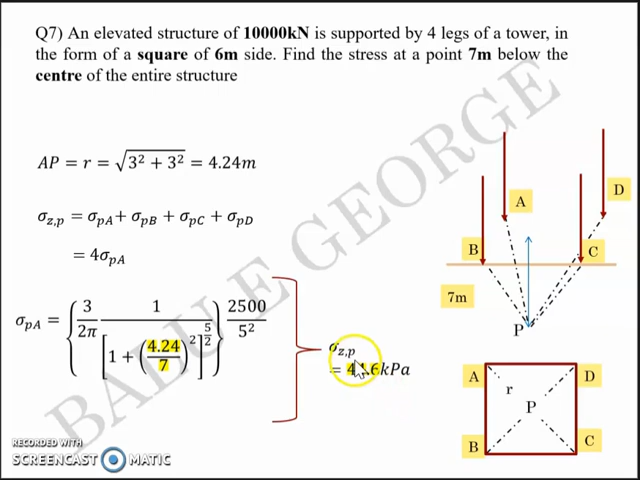 Q7) An elevated structure of 10000kN is supported by 4 legs of a tower, in
the form of a square of 6m side. Find the stress at a point 7m below the
centre of the entire structure
AP = r = √3² + 3² = 4.24m
σz,p = σpA + σpB + σpC + σpD
= 4σpA
σpA = { 3/2π 1/[1 + (4.24/7)²]^5/2 } 2500/5²
σz,p
= 41.6kPa
D
A
B
C
7m
P
A
D
r
P
B
C
BABU E GEORGE
RECORDED WITH
SCREENCAST MATIC